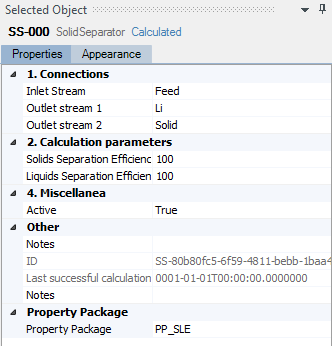 Selected Object
SS-000 SolidSeparator Calculated
Properties Appearance
1. Connections
Inlet Stream Feed
Outlet stream 1 Li
Outlet stream 2 Solid
2. Calculation parameters
Solids Separation Efficienc 100
Liquids Separation Efficien 100
4. Miscellanea
Active True
Other
Notes
ID SS-80b80fc5-6f59-4811-bebb-1baa4
Last successful calculation 0001-01-01T00:00:00.0000000
Notes
Property Package
Property Package PP_SLE